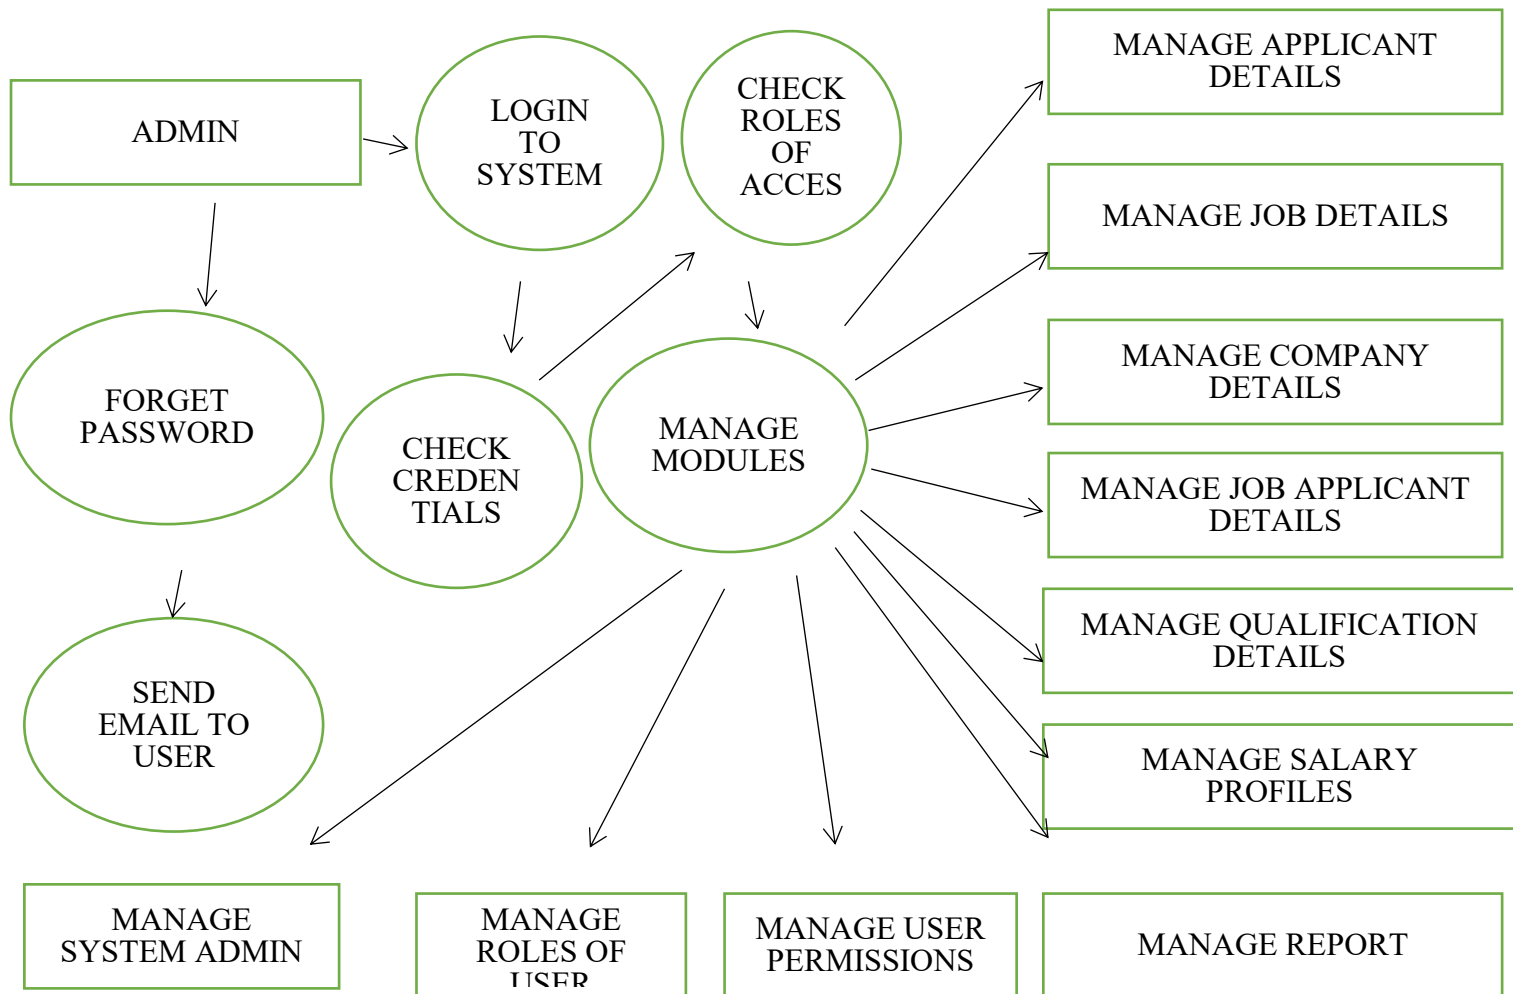 ADMIN
LOGIN
TO
SYSTEM
CHECK
ROLES
OF
ACCES
MANAGE APPLICANT
DETAILS
MANAGE JOB DETAILS
FORGET
PASSWORD
CHECK
CREDEN
TIALS
MANAGE
MODULES
MANAGE COMPANY
DETAILS
MANAGE JOB APPLICANT
DETAILS
MANAGE QUALIFICATION
DETAILS
SEND
EMAIL TO
USER
MANAGE SALARY
PROFILES
MANAGE
SYSTEM ADMIN
MANAGE
ROLES OF
USER
MANAGE USER
PERMISSIONS
MANAGE REPORT